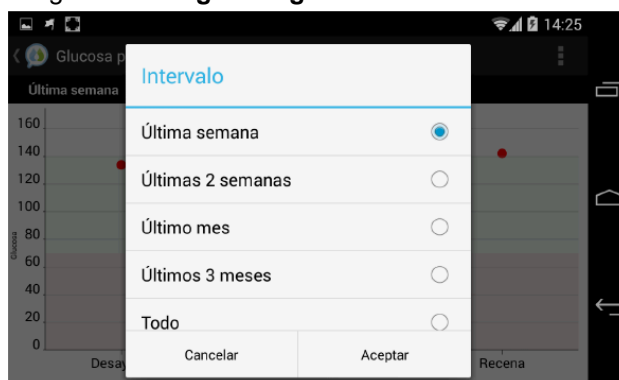 14:25
Glucosa p
Última semana
Intervalo
Última semana
Últimas 2 semanas
Último mes
Últimos 3 meses
Todo
Cancelar Aceptar
160
140
120
100
80
60
40
20
0
Glucosa
Desay
Recena